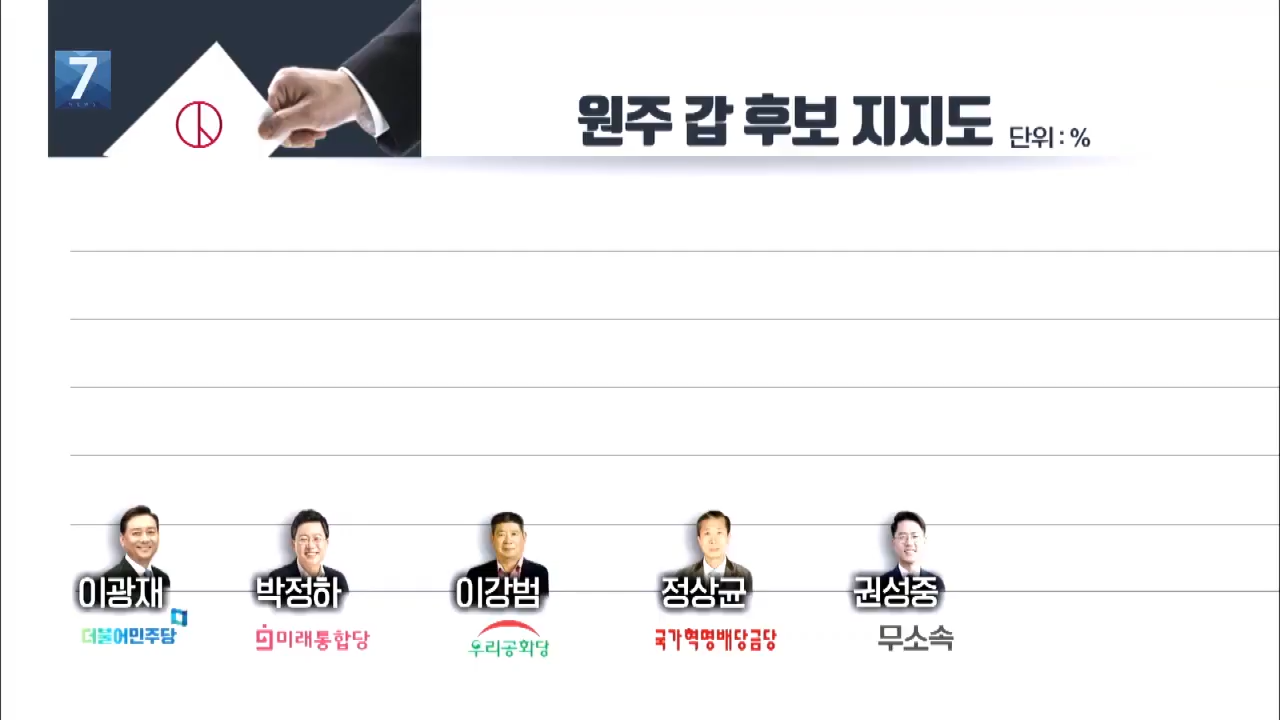 7
NEWS
원주 갑 후보 지지도 단위 : %
이광재 박정하 이강범 정상균 권성중
더불어민주당 미래통합당 우리공화당 국가혁명배당금당 무소속